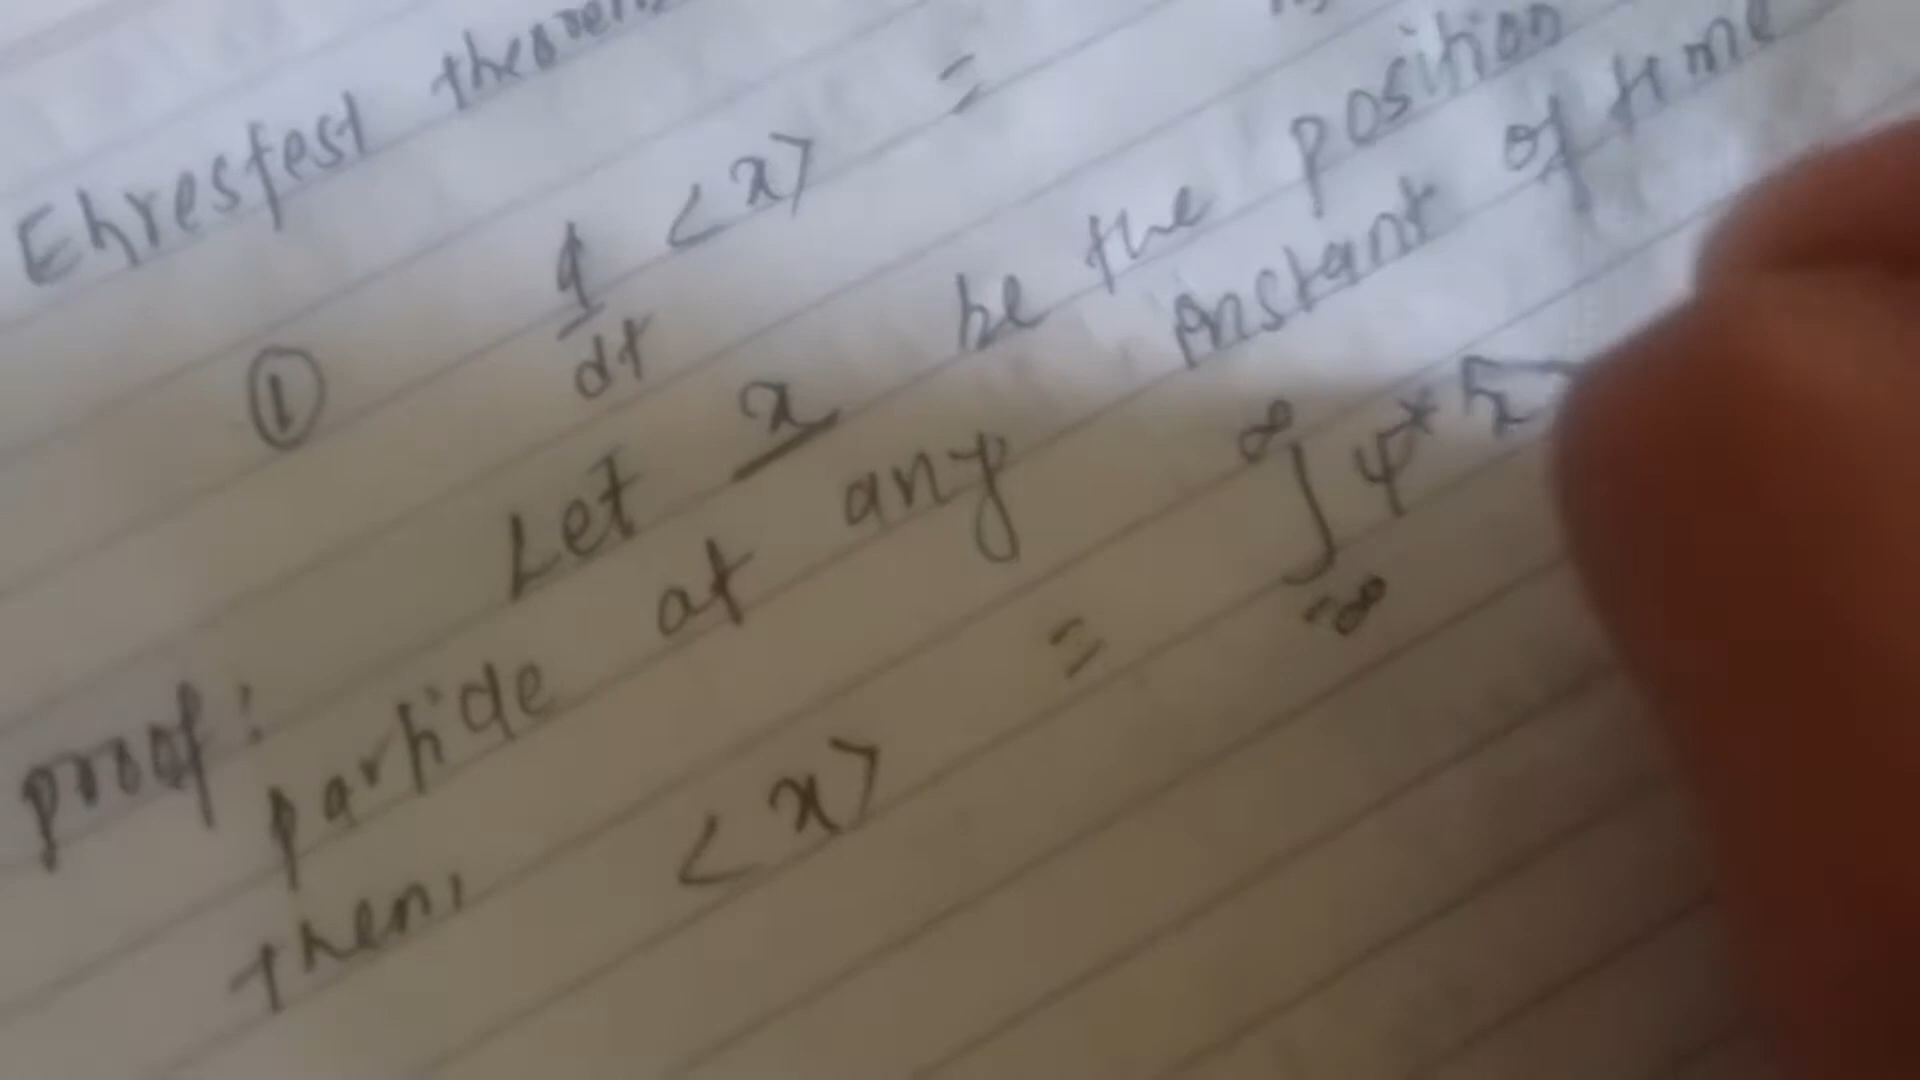 Ehresfest theorem
① d/dt <x> =
proof: Let x be the position
particle at any instant of time
then, <x> = ∫_{-∞}^{∞} ψ* x